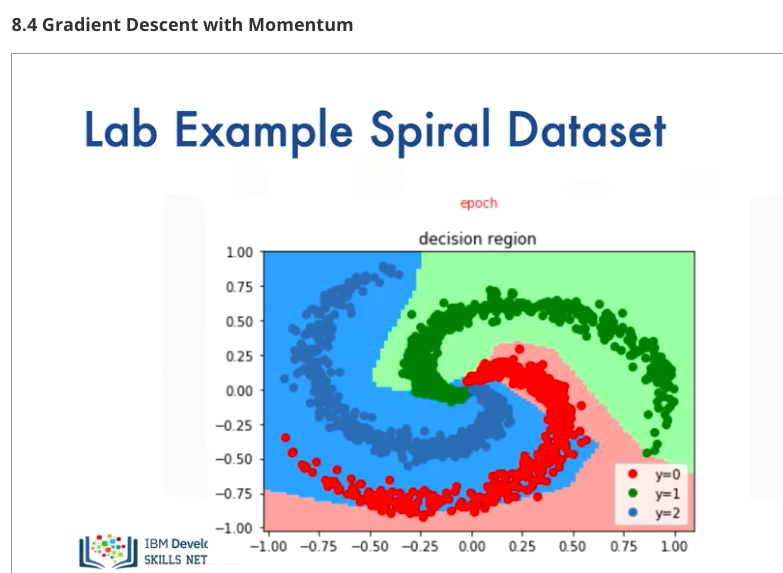 8.4 Gradient Descent with Momentum
Lab Example Spiral Dataset
epoch
decision region
1.00
0.75
0.50
0.25
0.00
−0.25
−0.50
−0.75
−1.00
y=0
y=1
y=2
−1.00 −0.75 −0.50 −0.25 0.00 0.25 0.50 0.75 1.00
IBM Develo
SKILLS NET